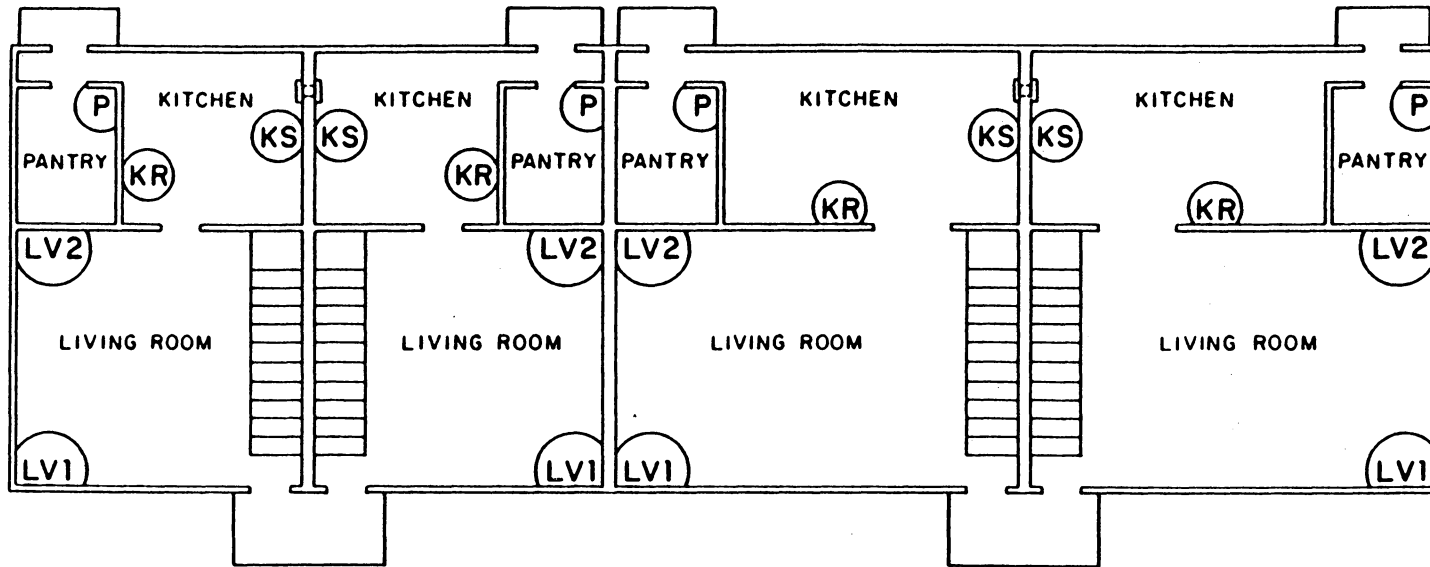 KITCHEN KITCHEN KITCHEN KITCHEN
P P P P
KS KS KS KS
PANTRY PANTRY PANTRY PANTRY
KR KR KR KR
LV2 LV2 LV2 LV2
LIVING ROOM LIVING ROOM LIVING ROOM LIVING ROOM
LV1 LV1 LV1 LV1